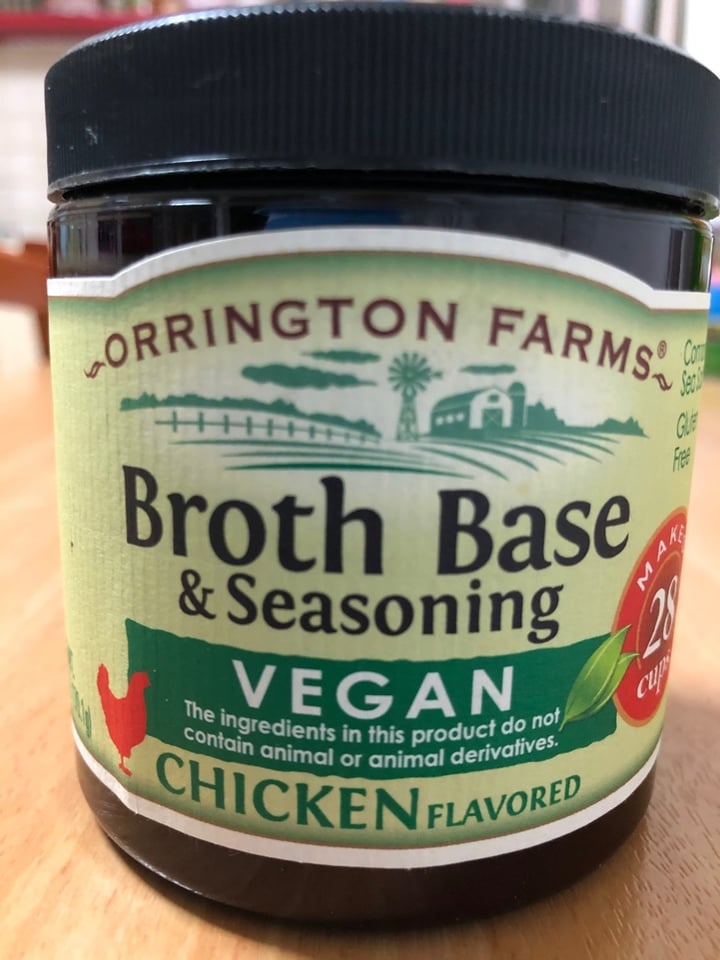 ORRINGTON FARMS®
Sea
Free
Broth Base
& Seasoning
MAKES
28
cups
VEGAN
The ingredients in this product do not
contain animal or animal derivatives.
CHICKEN FLAVORED